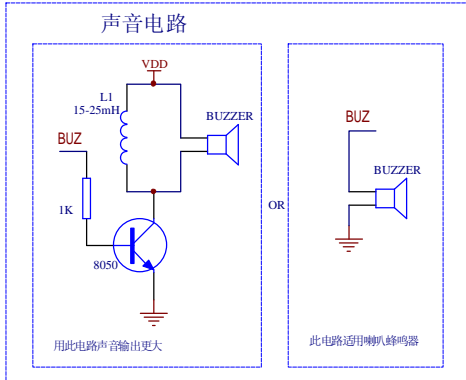 声音电路
VDD
L1
15-25mH
BUZZER
BUZ
1K
8050
用此电路声音输出更大
OR
BUZ
BUZZER
此电路适用喇叭蜂鸣器